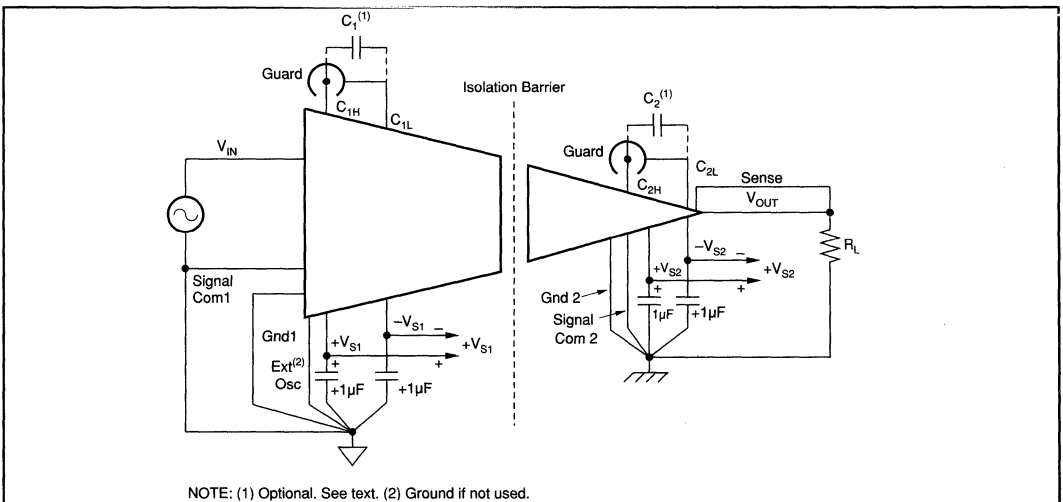 C1(1)
Guard
C1H
C1L
Isolation Barrier
C2(1)
Guard
C2H
C2L
VIN
Sense
VOUT
RL
Signal
Com1
Gnd1
Ext(2)
Osc
+VS1
+
+1µF
–VS1
–
+VS1
+
+1µF
Gnd 2
Signal
Com 2
+VS2
+
1µF
–VS2
–
+VS2
+
+1µF
NOTE: (1) Optional. See text. (2) Ground if not used.